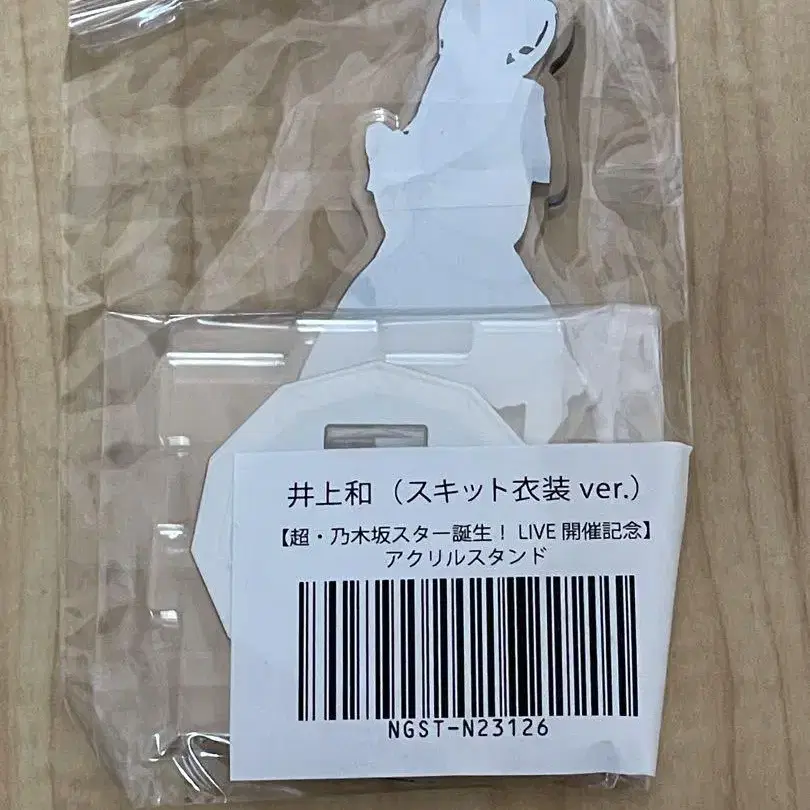 井上和（スキット衣装 ver.）
【超・乃木坂スター誕生！ LIVE 開催記念】
アクリルスタンド
NGST-N23126